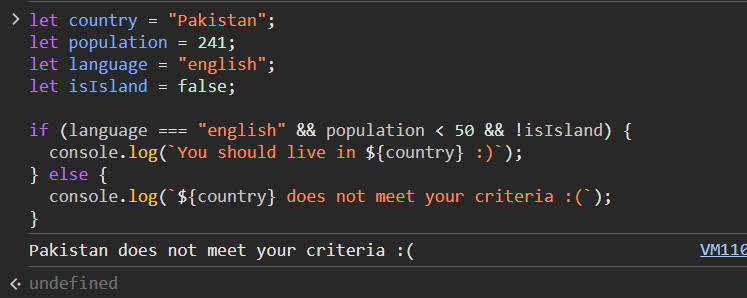 let country = "Pakistan";
let population = 241;
let language = "english";
let isIsland = false;

if (language === "english" && population < 50 && !isIsland) {
  console.log(`You should live in ${country} :)`);
} else {
  console.log(`${country} does not meet your criteria :(`);
}
Pakistan does not meet your criteria :( VM110
undefined